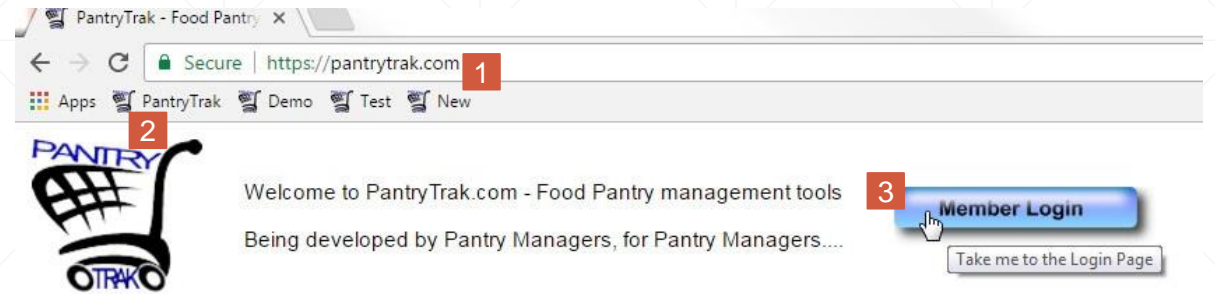 PantryTrak - Food Pantry
Secure | https://pantrytrak.com
1
Apps PantryTrak Demo Test New
2
PANTRY
TRAK
Welcome to PantryTrak.com - Food Pantry management tools
3
Member Login
Being developed by Pantry Managers, for Pantry Managers....
Take me to the Login Page